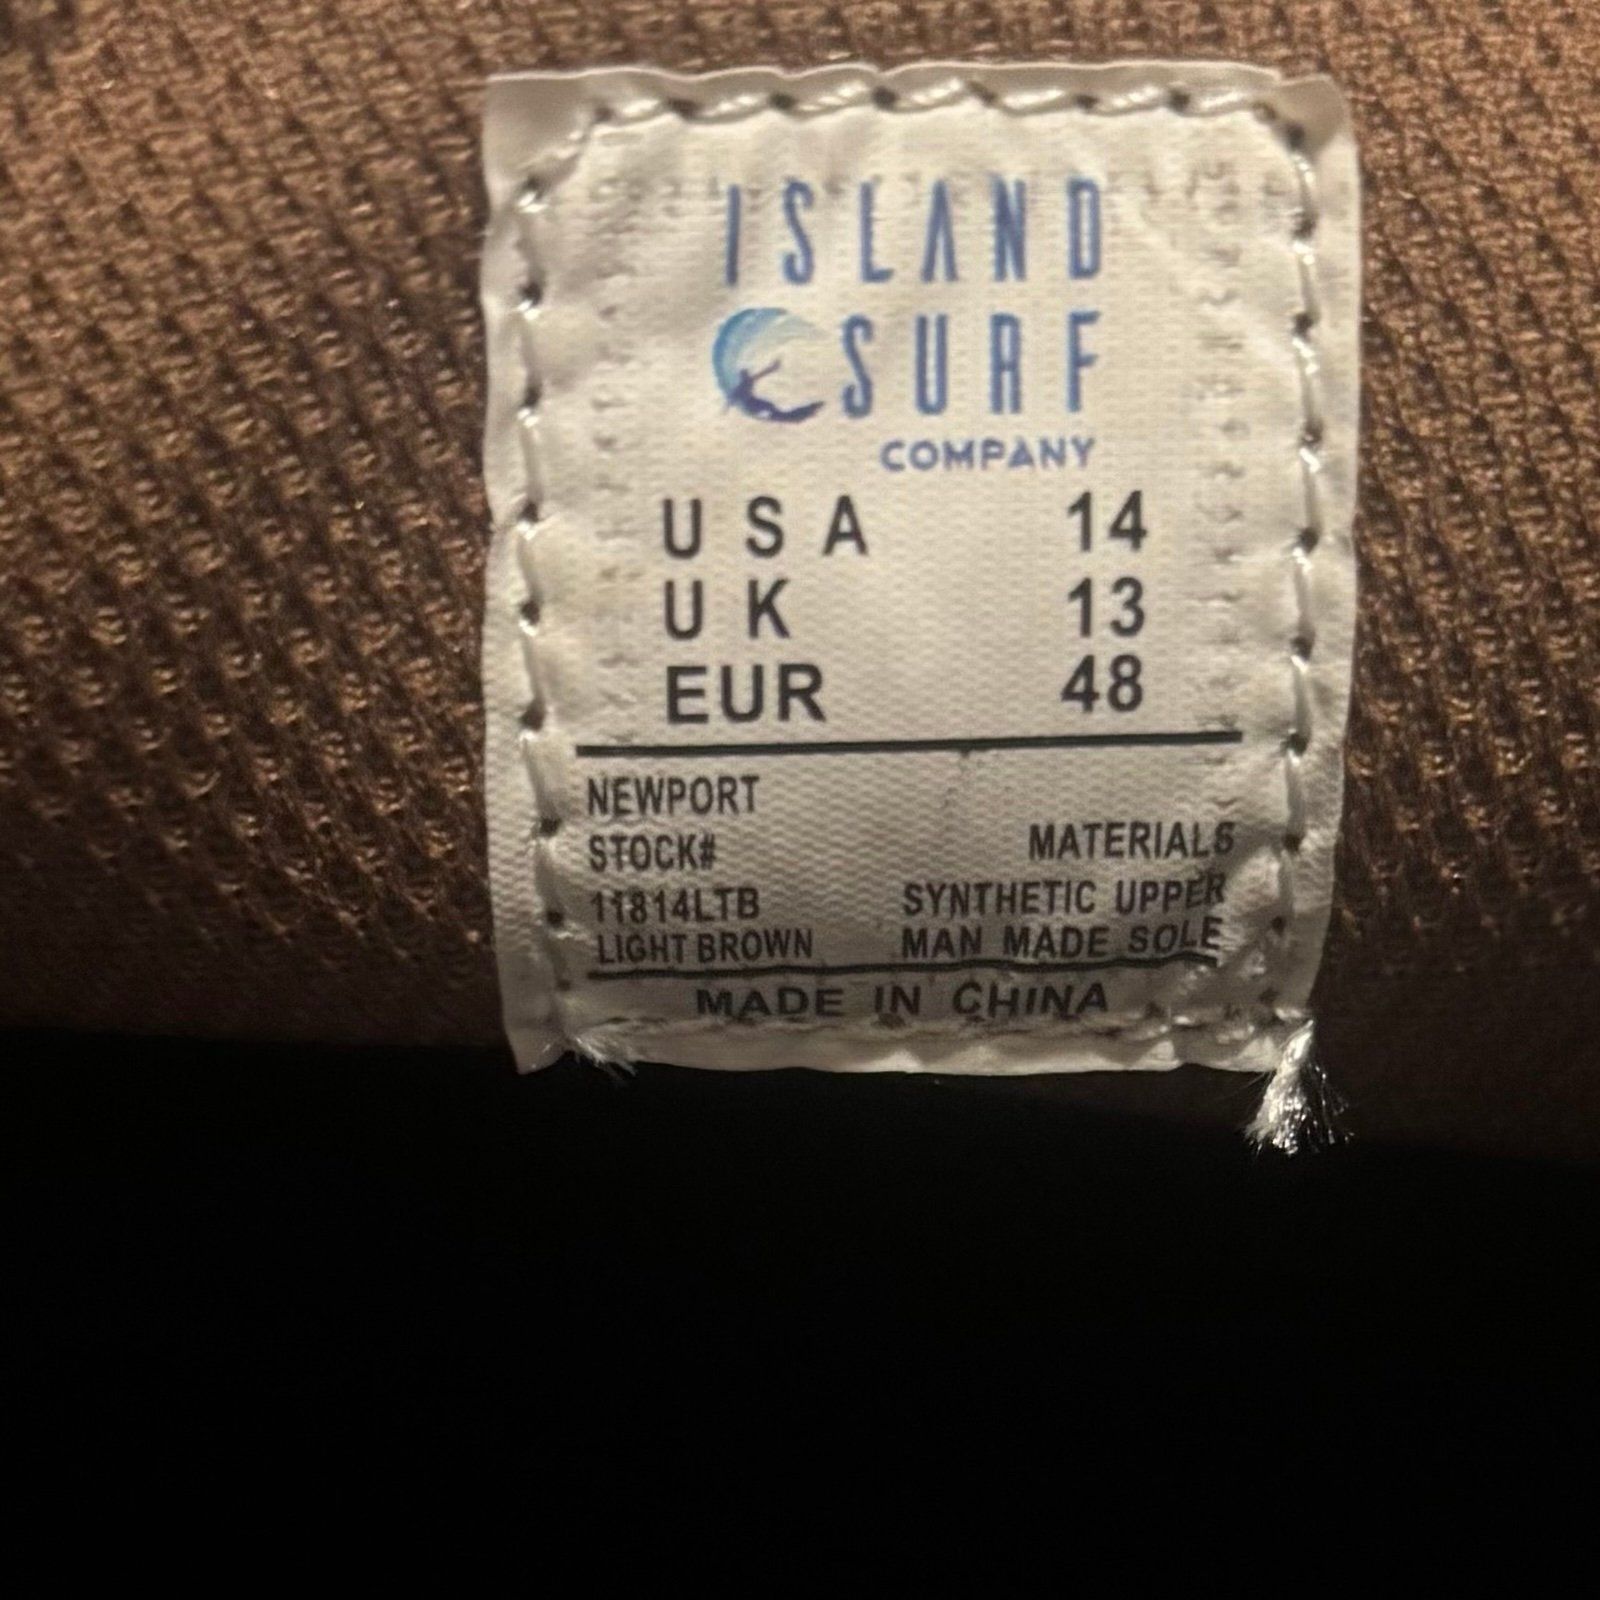 ISLAND
SURF
COMPANY
USA 14
UK 13
EUR 48
NEWPORT
STOCK# MATERIALS
11814LTB SYNTHETIC UPPER
LIGHT BROWN MAN MADE SOLE
MADE IN CHINA